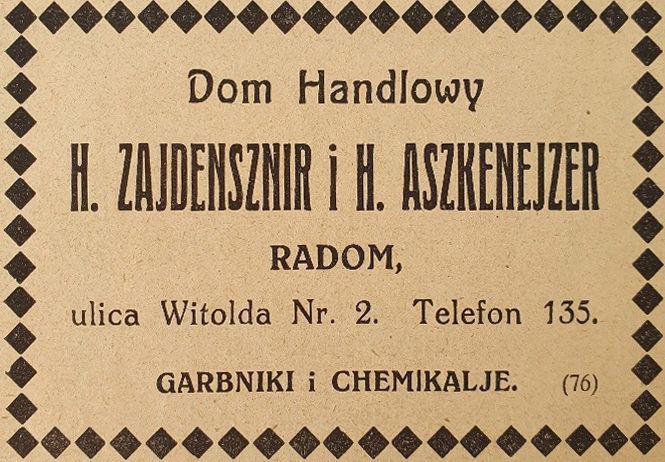 Dom Handlowy
H. ZAJDENSZNIR i H. ASZKENEJZER
RADOM,
ulica Witolda Nr. 2. Telefon 135.
GARBNIKI i CHEMIKALJE. (76)